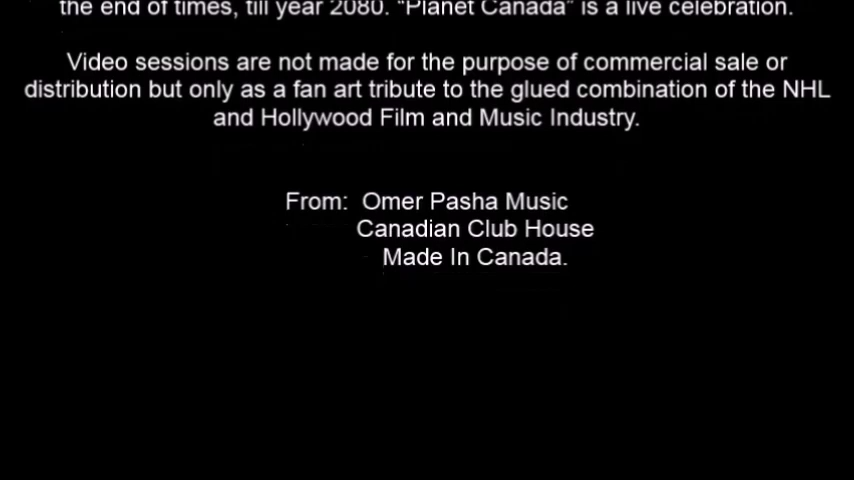 the end of times, till year 2080. "Planet Canada" is a live celebration.
Video sessions are not made for the purpose of commercial sale or
distribution but only as a fan art tribute to the glued combination of the NHL
and Hollywood Film and Music Industry.
From: Omer Pasha Music
Canadian Club House
Made In Canada.